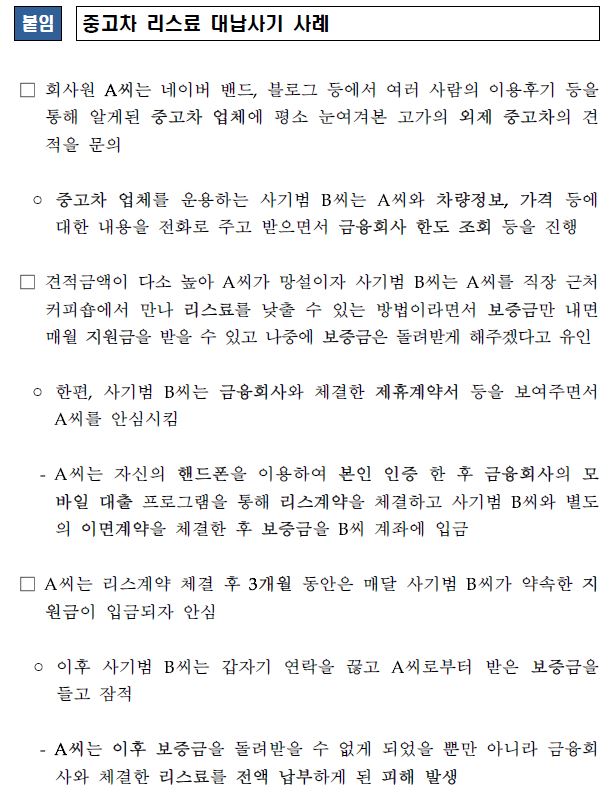 붙임
중고차 리스료 대납사기 사례
□ 회사원 A씨는 네이버 밴드, 블로그 등에서 여러 사람의 이용후기 등을
통해 알게된 중고차 업체에 평소 눈여겨본 고가의 외제 중고차의 견
적을 문의
○ 중고차 업체를 운용하는 사기범 B씨는 A씨와 차량정보, 가격 등에
대한 내용을 전화로 주고 받으면서 금융회사 한도 조회 등을 진행
□ 견적금액이 다소 높아 A씨가 망설이자 사기범 B씨는 A씨를 직장 근처
커피숍에서 만나 리스료를 낮출 수 있는 방법이라면서 보증금만 내면
매월 지원금을 받을 수 있고 나중에 보증금은 돌려받게 해주겠다고 유인
○ 한편, 사기범 B씨는 금융회사와 체결한 제휴계약서 등을 보여주면서
A씨를 안심시킴
- A씨는 자신의 핸드폰을 이용하여 본인 인증 한 후 금융회사의 모
바일 대출 프로그램을 통해 리스계약을 체결하고 사기범 B씨와 별도
의 이면계약을 체결한 후 보증금을 B씨 계좌에 입금
□ A씨는 리스계약 체결 후 3개월 동안은 매달 사기범 B씨가 약속한 지
원금이 입금되자 안심
○ 이후 사기범 B씨는 갑자기 연락을 끊고 A씨로부터 받은 보증금을
들고 잠적
- A씨는 이후 보증금을 돌려받을 수 없게 되었을 뿐만 아니라 금융회
사와 체결한 리스료를 전액 납부하게 된 피해 발생